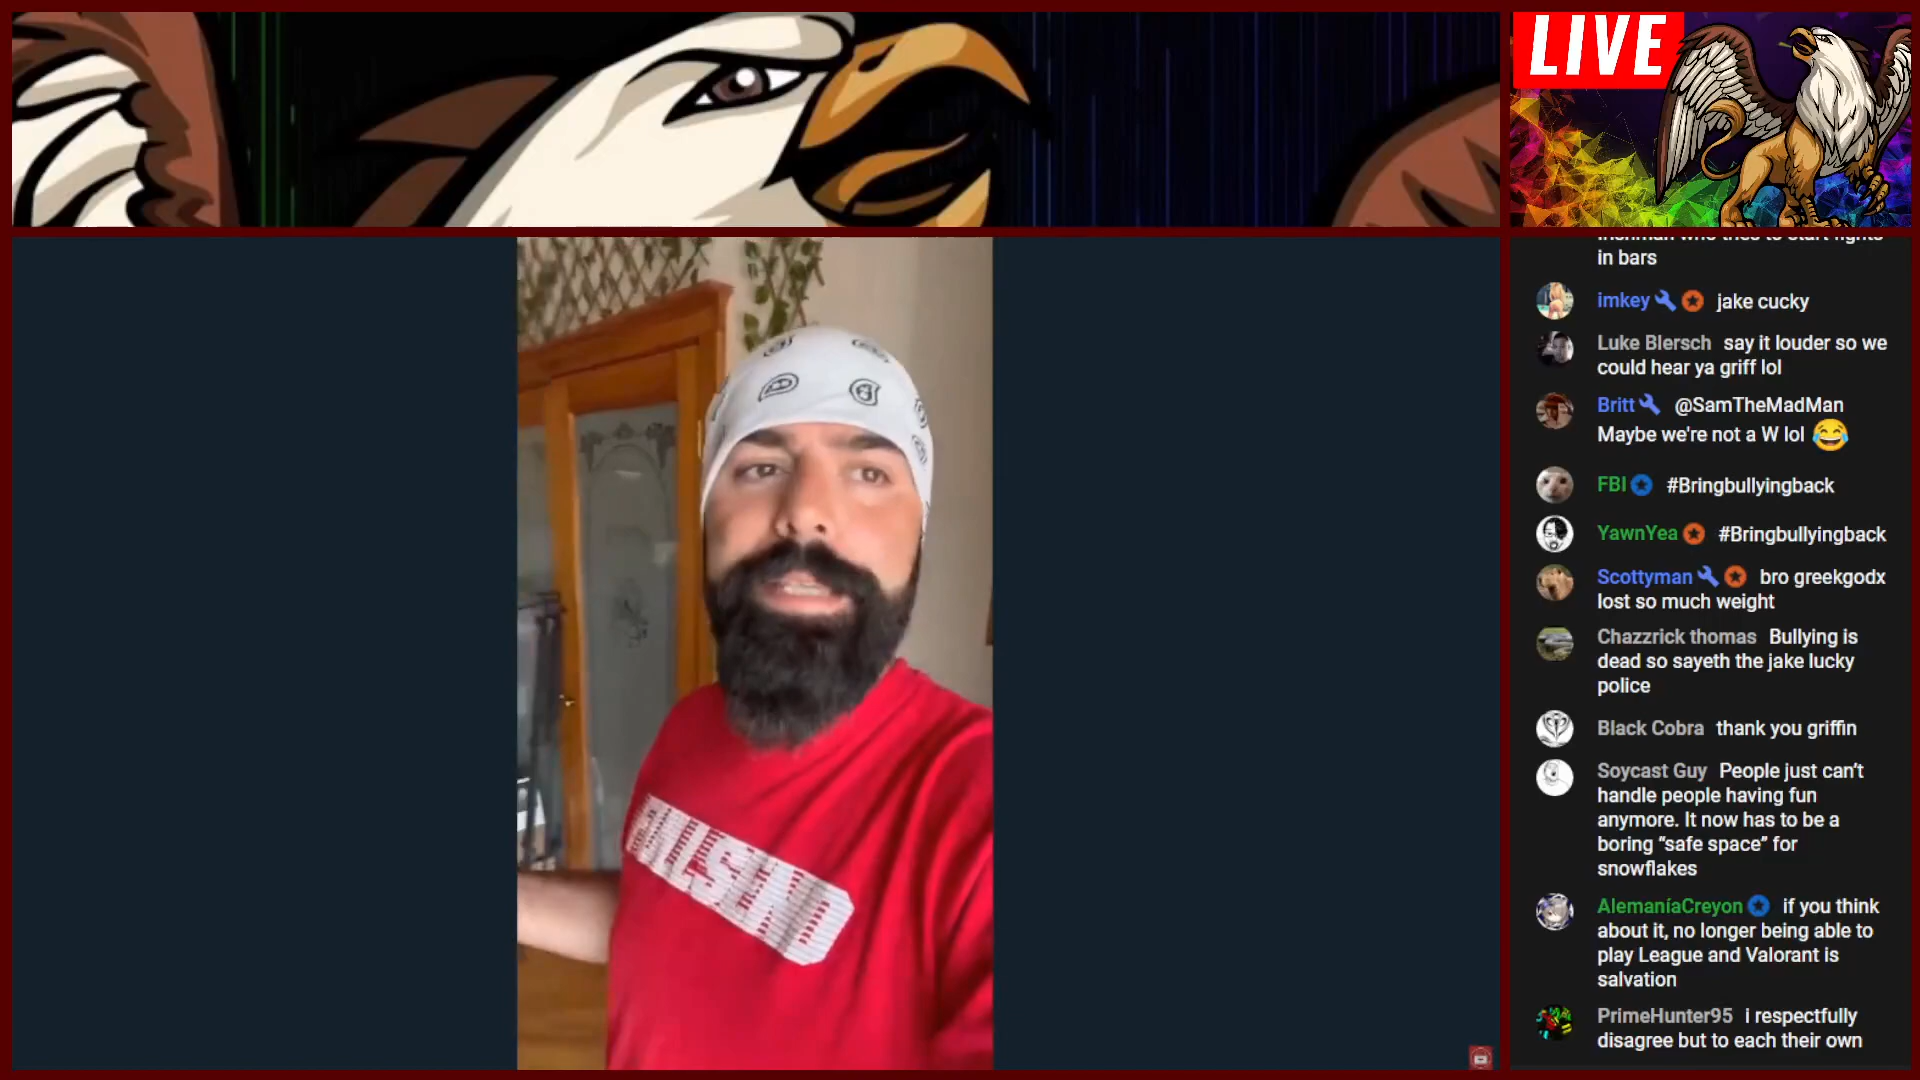 LIVE
in bars
imkey jake cucky
Luke Blersch say it louder so we
could hear ya griff lol
Britt @SamTheMadMan
Maybe we're not a W lol
FBI #Bringbullyingback
YawnYea #Bringbullyingback
Scottyman bro greekgodx
lost so much weight
Chazzrick thomas Bullying is
dead so sayeth the jake lucky
police
Black Cobra thank you griffin
Soycast Guy People just can't
handle people having fun
anymore. It now has to be a
boring “safe space” for
snowflakes
AlemaníaCreyon if you think
about it, no longer being able to
play League and Valorant is
salvation
PrimeHunter95 i respectfully
disagree but to each their own